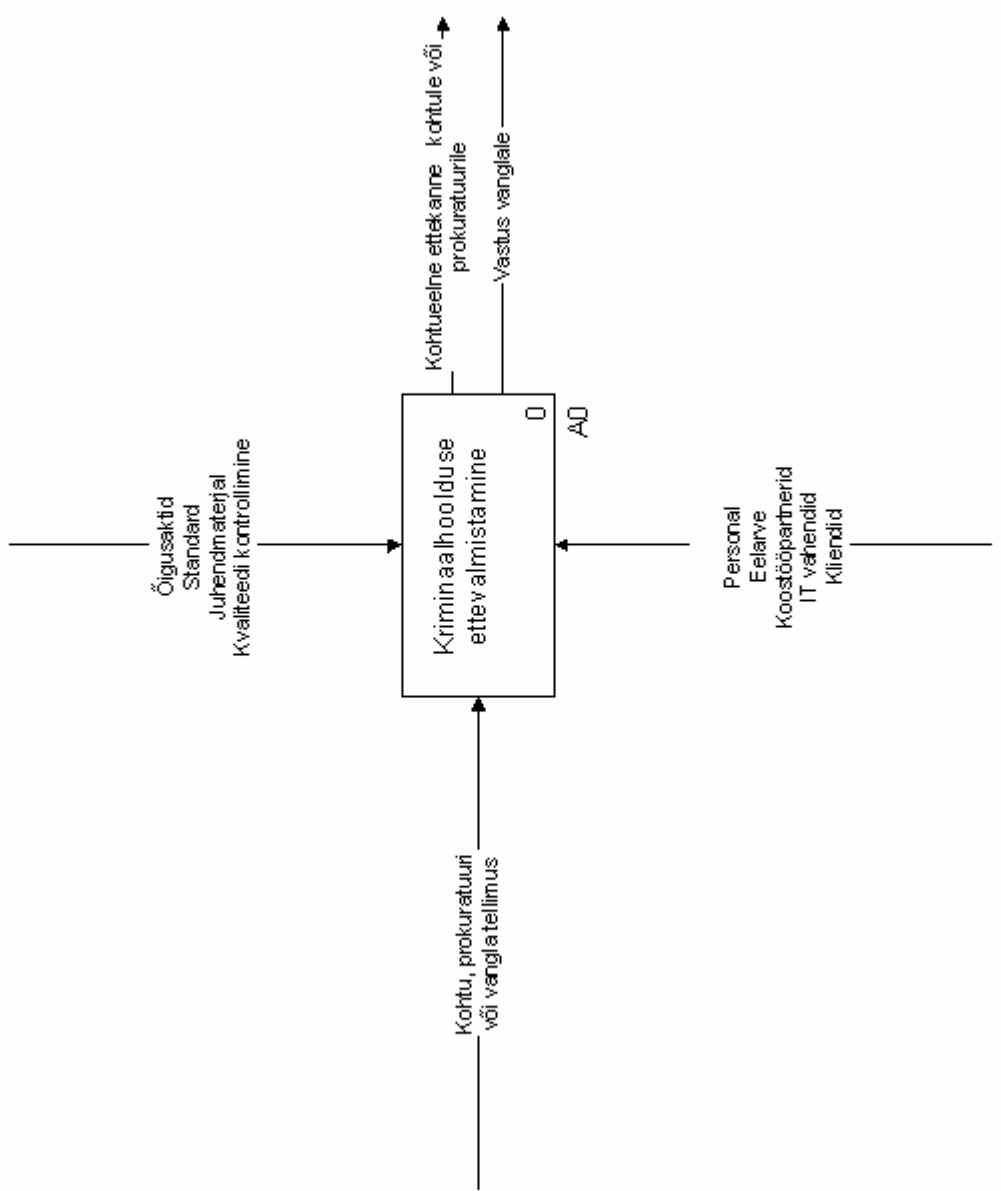 Õigusaktid
Standard
Juhendmaterjal
Kvaliteedi kontrollimine
Kohtu, prokuratuuri
või vangla tellimus
Kriminaalhoolduse
ettevalmistamine
0
A0
Kohtueelne ettekanne kohtule või
prokuratuurile
Vastus vanglale
Personal
Eelarve
Koostööpartnerid
IT vahendid
Kliendid